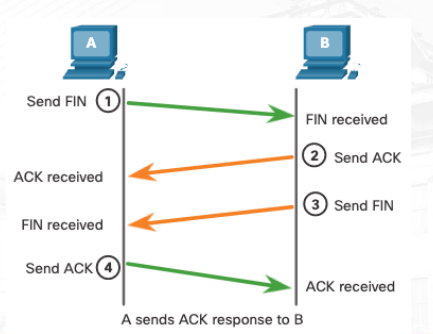 A
B
Send FIN 1
FIN received
2 Send ACK
ACK received
3 Send FIN
FIN received
Send ACK 4
ACK received
A sends ACK response to B